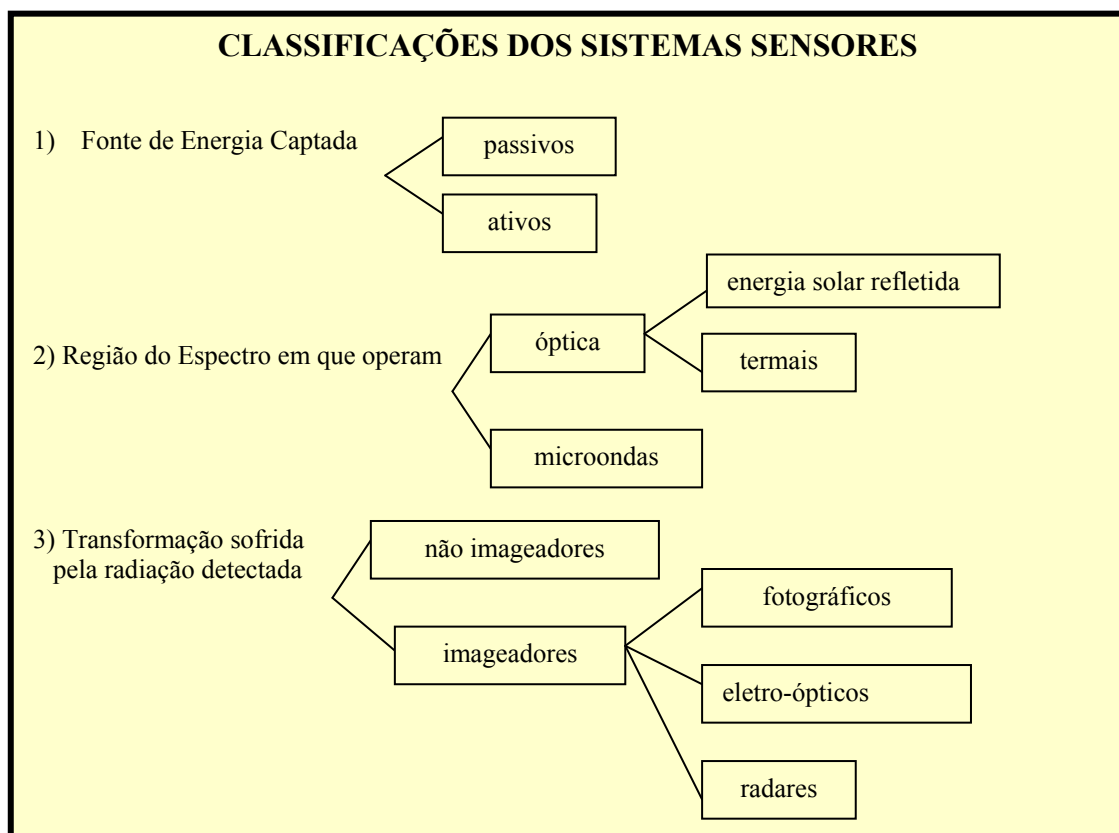 CLASSIFICAÇÕES DOS SISTEMAS SENSORES
1) Fonte de Energia Captada
passivos
ativos
2) Região do Espectro em que operam
óptica
energia solar refletida
termais
microondas
3) Transformação sofrida
pela radiação detectada
não imageadores
imageadores
fotográficos
eletro-ópticos
radares